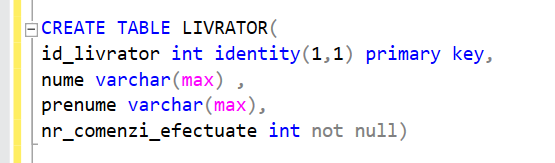 CREATE TABLE LIVRATOR(
id_livrator int identity(1,1) primary key,
nume varchar(max) ,
prenume varchar(max),
nr_comenzi_efectuate int not null)